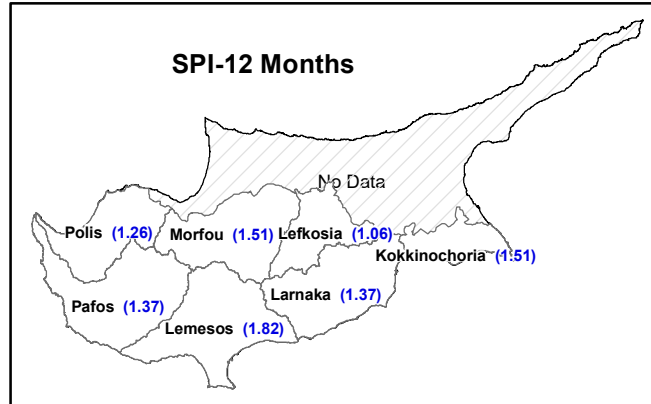 SPI-12 Months
No Data
Polis (1.26)
Morfou (1.51)
Lefkosia (1.06)
Kokkinochoria (1.51)
Pafos (1.37)
Larnaka (1.37)
Lemesos (1.82)